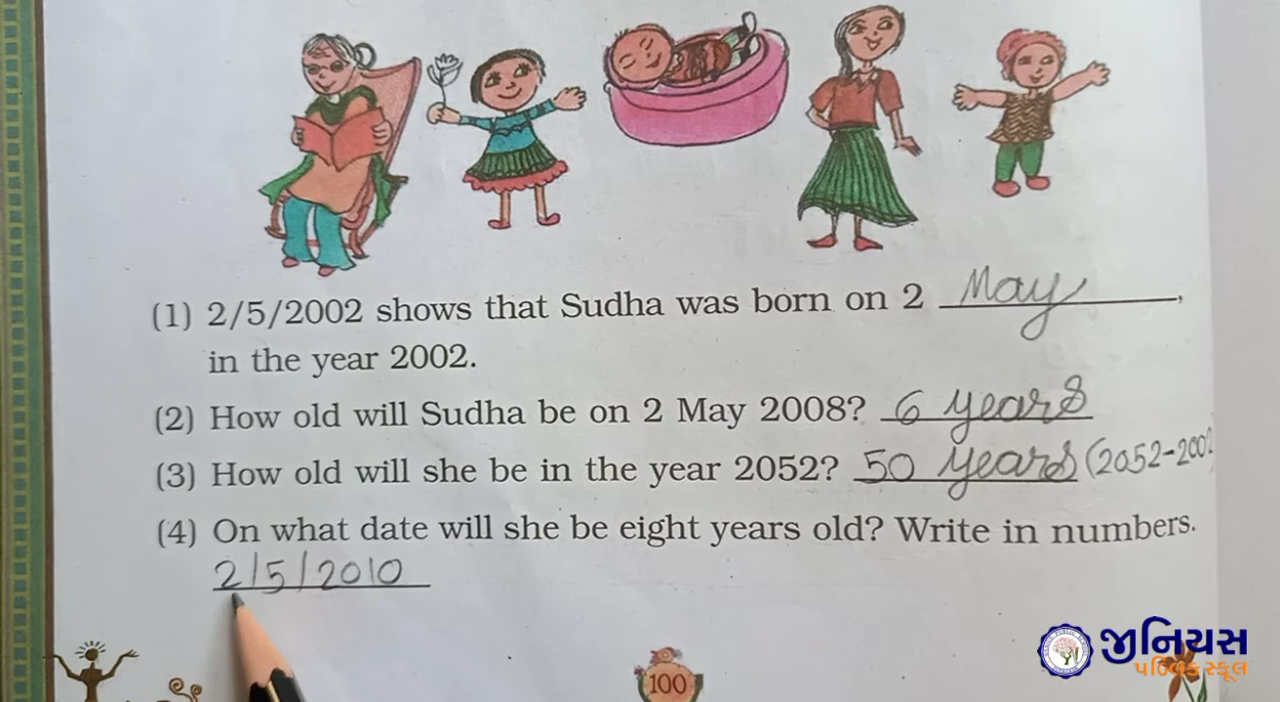 (1) 2/5/2002 shows that Sudha was born on 2 May,
in the year 2002.
(2) How old will Sudha be on 2 May 2008? 6 years
(3) How old will she be in the year 2052? 50 years (2052-2002
(4) On what date will she be eight years old? Write in numbers.
2/5/2010
100
જીનિયસ
પબ્લિક સ્કૂલ